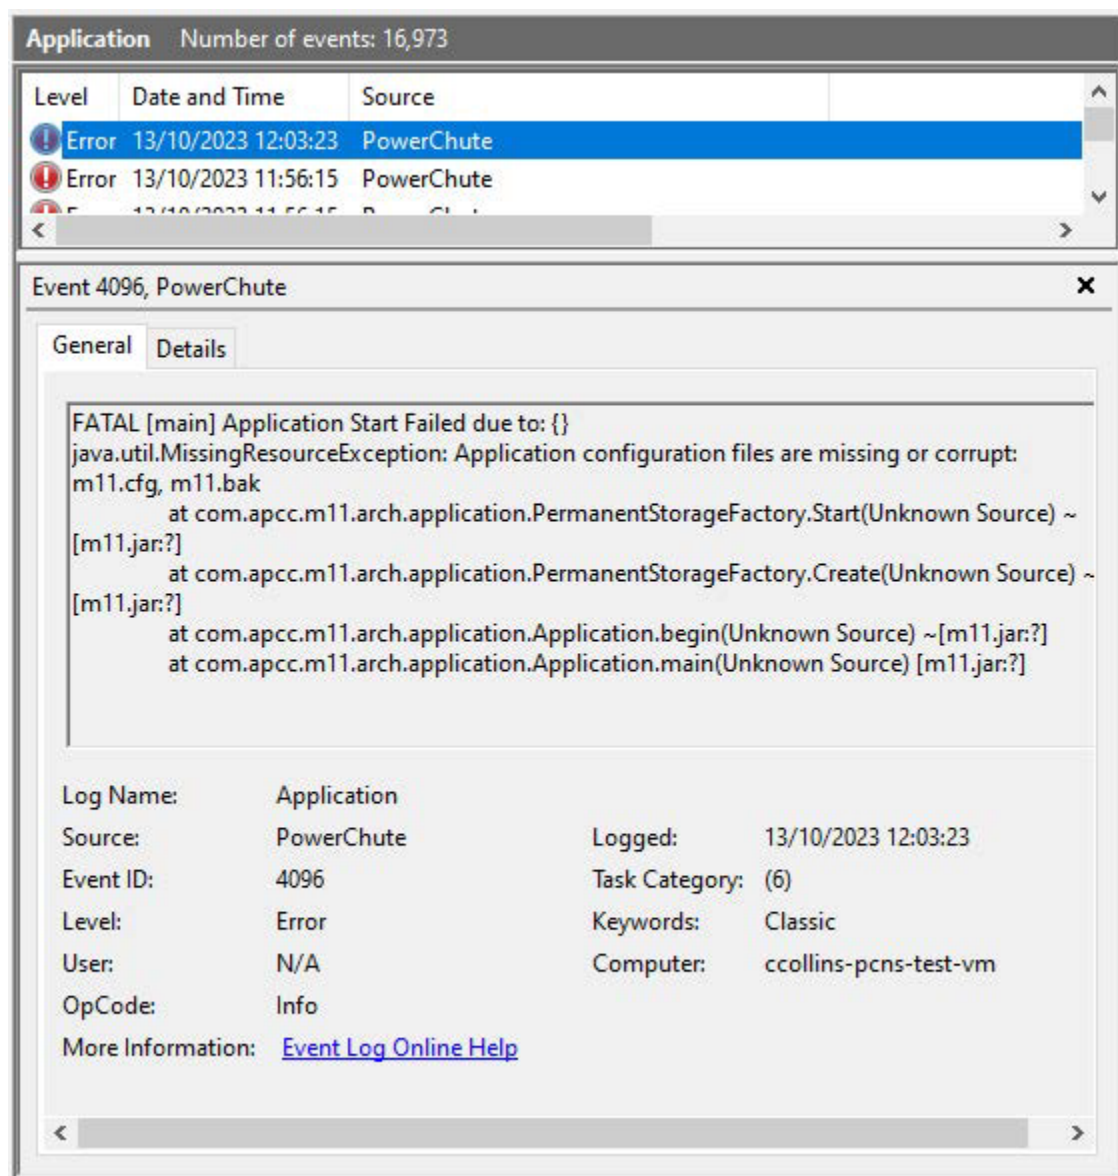 Application Number of events: 16,973
Level Date and Time Source
Error 13/10/2023 12:03:23 PowerChute
Error 13/10/2023 11:56:15 PowerChute
Event 4096, PowerChute
General Details
FATAL [main] Application Start Failed due to: {}
java.util.MissingResourceException: Application configuration files are missing or corrupt:
m11.cfg, m11.bak
at com.apcc.m11.arch.application.PermanentStorageFactory.Start(Unknown Source) ~
[m11.jar:?]
at com.apcc.m11.arch.application.PermanentStorageFactory.Create(Unknown Source) ~
[m11.jar:?]
at com.apcc.m11.arch.application.Application.begin(Unknown Source) ~[m11.jar:?]
at com.apcc.m11.arch.application.Application.main(Unknown Source) [m11.jar:?]
Log Name: Application
Source: PowerChute Logged: 13/10/2023 12:03:23
Event ID: 4096 Task Category: (6)
Level: Error Keywords: Classic
User: N/A Computer: ccollins-pcns-test-vm
OpCode: Info
More Information: Event Log Online Help